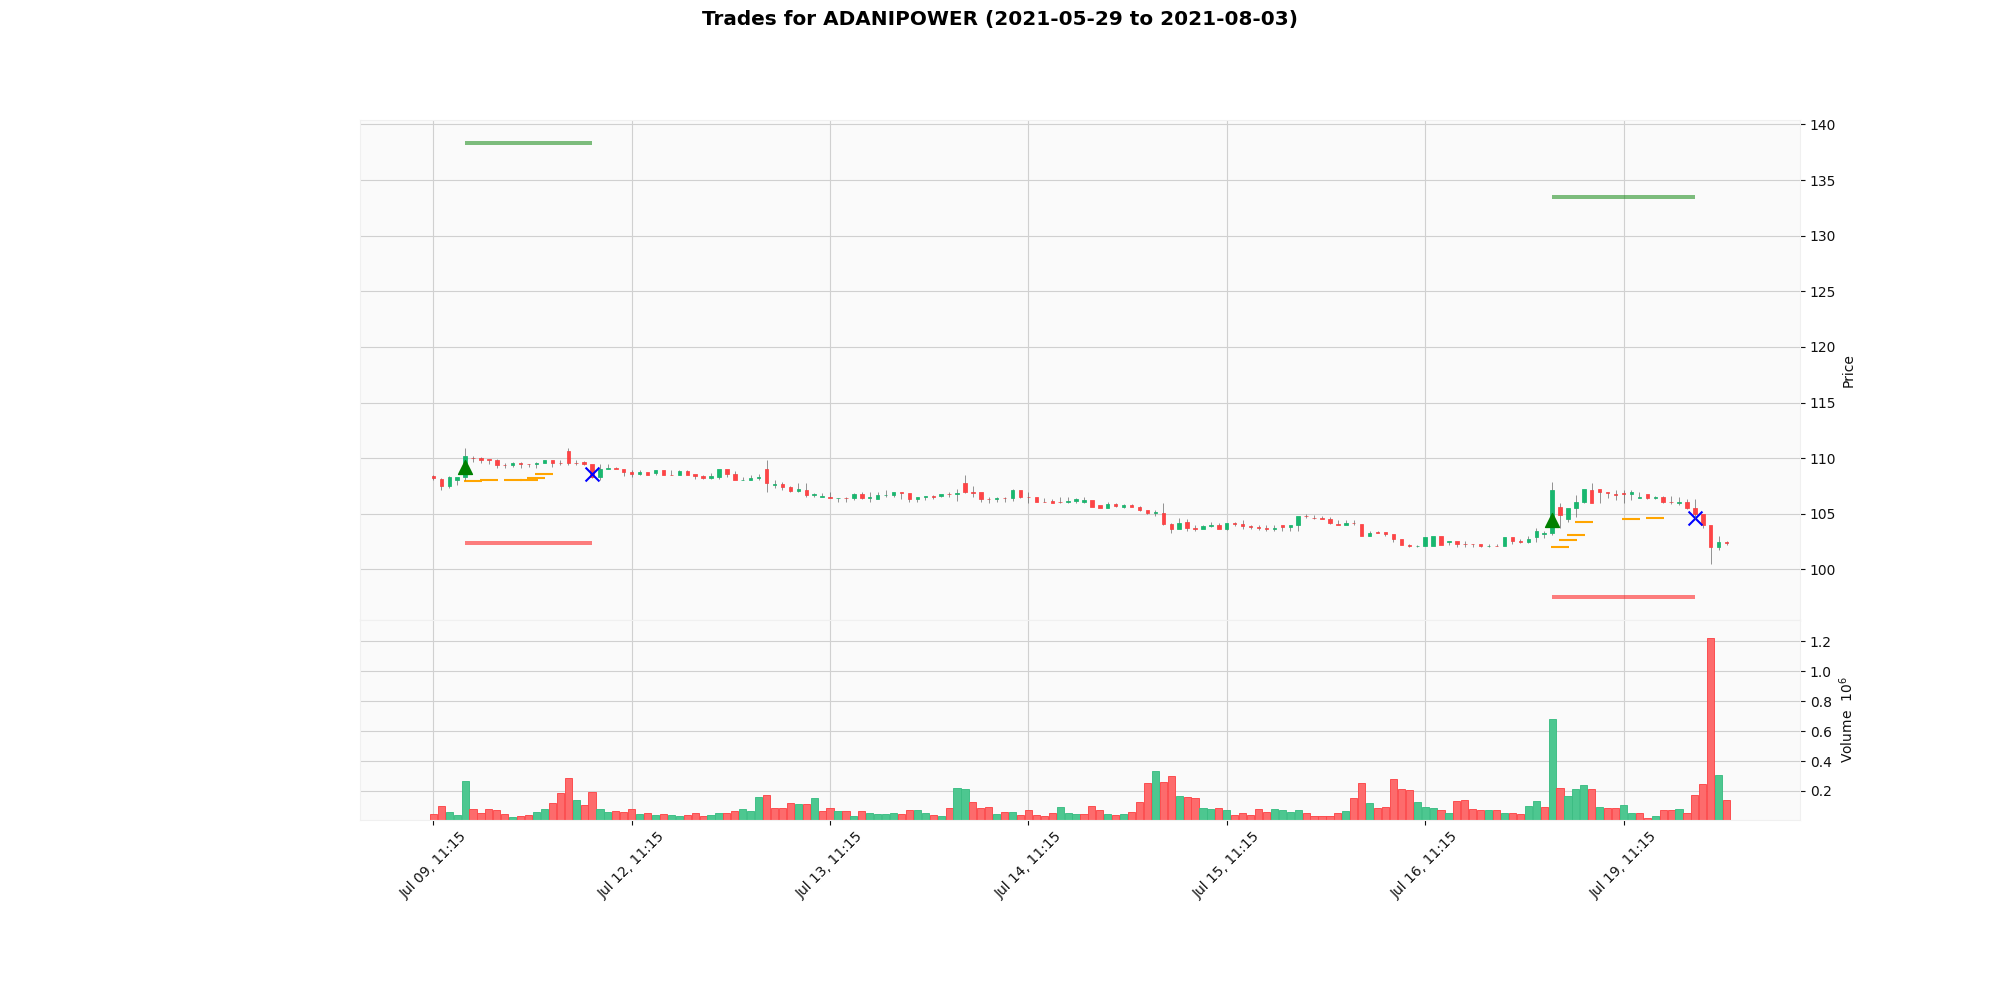 Trades for ADANIPOWER (2021-05-29 to 2021-08-03)
140
135
130
125
120
115
110
105
100
Price
1.2
1.0
0.8
0.6
0.4
0.2
Volume 10^6
Jul 09, 11:15
Jul 12, 11:15
Jul 13, 11:15
Jul 14, 11:15
Jul 15, 11:15
Jul 16, 11:15
Jul 19, 11:15